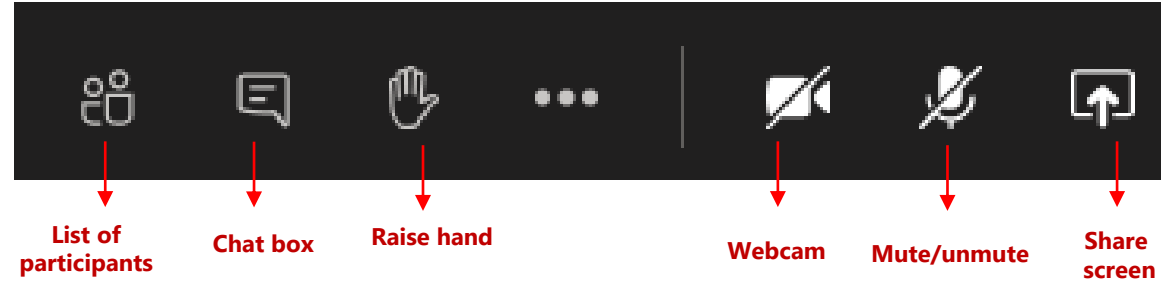 List of
participants
Chat box
Raise hand
Webcam
Mute/unmute
Share
screen